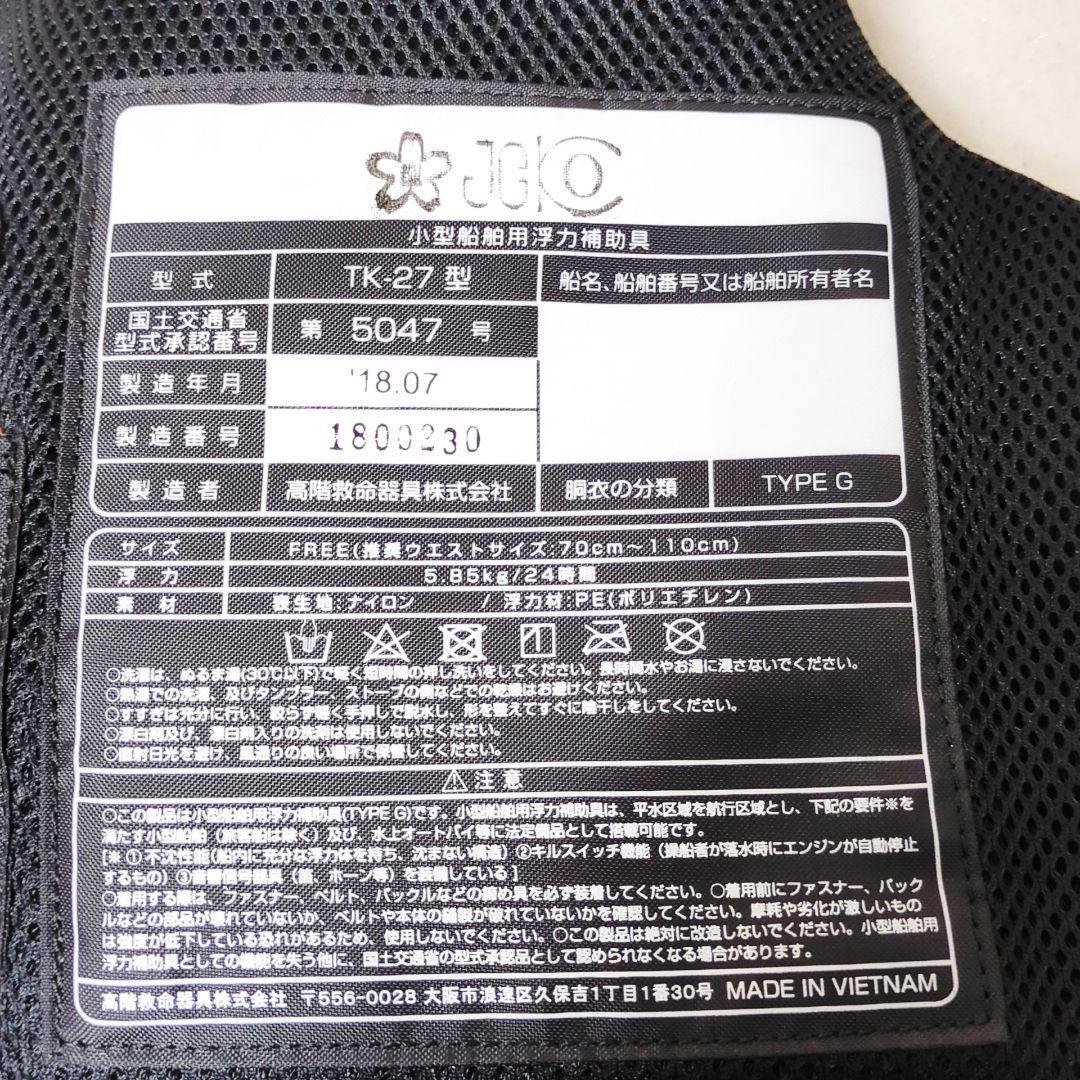 JCI
小型船舶用浮力補助具
型式 TK-27型 船名、船舶番号又は船舶所有者名
国土交通省
型式承認番号 第 5047 号
製造年月 '18.07
製造番号 1800230
製造者 高階救命器具株式会社 胴衣の分類 TYPE G
サイズ FREE(推奨ウエストサイズ:70cm～110cm)
浮力 5.85kg/24時間
素材 表生地:ナイロン / 浮力材:PE(ポリエチレン)
○洗濯は、ぬるま湯(30℃以下)で軽く短時間の押し洗いをしてください。長時間水やお湯に浸さないでください。
○熱湯での洗濯、及びタンブラー、ストーブの側などでの乾燥はお避けください。
○すすぎは充分に行い、絞らず軽く手押しで脱水し、形を整えてすぐに陰干しをしてください。
○漂白剤及び、漂白剤入りの洗剤は使用しないでください。
○直射日光を避け、風通りの良い場所で保管してください。
⚠注意
○この製品は小型船舶用浮力補助具(TYPE G)です。小型船舶用浮力補助具は、平水区域を航行区域とし、下記の要件※を
満たす小型船舶（旅客船は除く）及び、水上オートバイ等に法定備品として搭載可能です。
[※①不沈性能(船内に充分な浮力体を持ち、沈まない構造)②キルスイッチ機能（操船者が落水時にエンジンが自動停止
するもの）③音響信号器具（笛、ホーン等）を装備している]
○着用する際は、ファスナー、ベルト、バックルなどの留め具を必ず装着してください。○着用前にファスナー、バック
ルなどの部品が壊れていないか、ベルトや本体の縫製が破れていないかを確認してください。摩耗や劣化が激しいもの
は強度が低下している恐れがあるため、使用しないでください。○この製品は絶対に改造しないでください。小型船舶用
浮力補助具としての機能を失う他に、国土交通省の型式承認品として認められなくなる場合があります。
高階救命器具株式会社 〒556-0028 大阪市浪速区久保吉1丁目1番30号 MADE IN VIETNAM